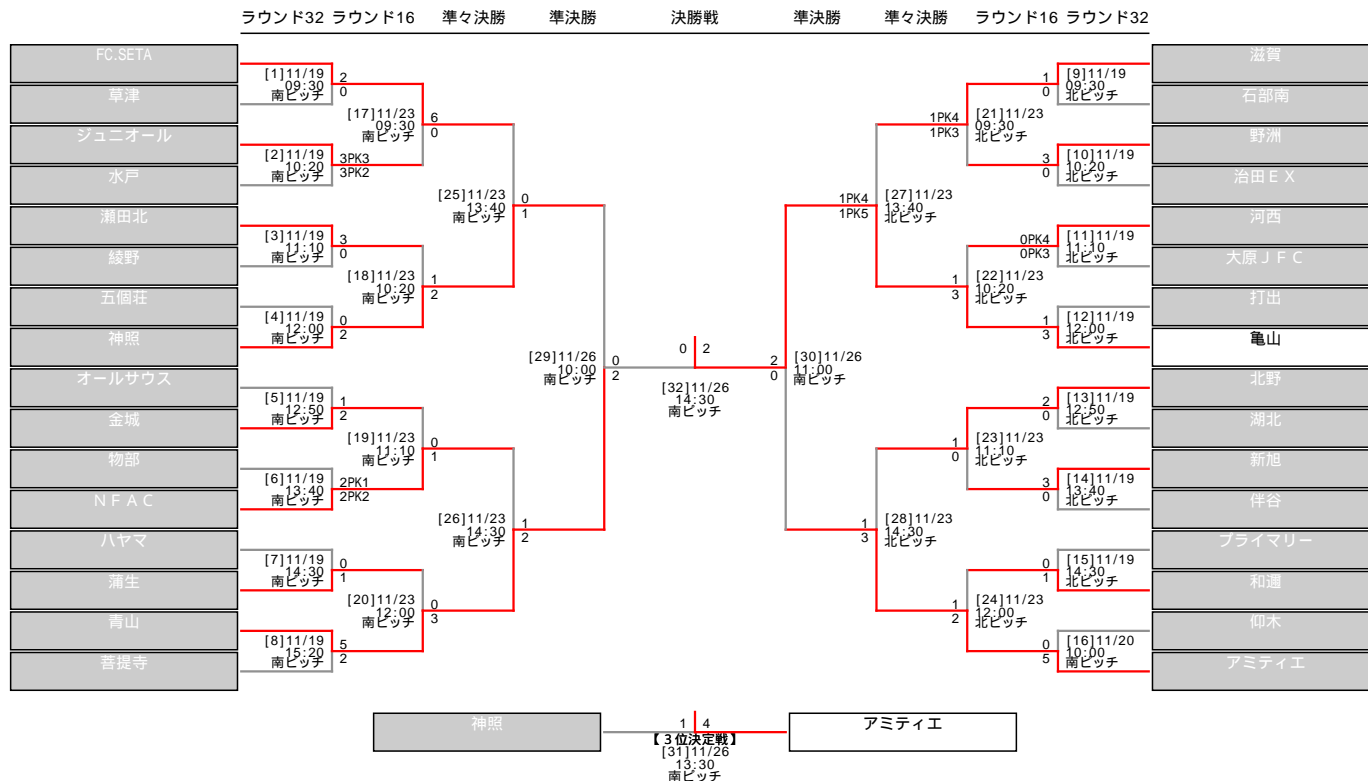 ラウンド32 ラウンド16 準々決勝 準決勝 決勝戦 準決勝 準々決勝 ラウンド16 ラウンド32
FC.SETA
草津
ジュニオール
水戸
瀬田北
綾野
五個荘
神照
オールサウス
金城
物部
ＮＦＡＣ
ハヤマ
蒲生
青山
菩提寺
[1]11/19
09:30
南ピッチ
2
0
[2]11/19
10:20
南ピッチ
3PK3
3PK2
[3]11/19
11:10
南ピッチ
3
0
[4]11/19
12:00
南ピッチ
0
2
[5]11/19
12:50
南ピッチ
1
2
[6]11/19
13:40
南ピッチ
2PK1
2PK2
[7]11/19
14:30
南ピッチ
0
1
[8]11/19
15:20
南ピッチ
5
2
[17]11/23
09:30
南ピッチ
6
0
[18]11/23
10:20
南ピッチ
1
2
[19]11/23
11:10
南ピッチ
0
1
[20]11/23
12:00
南ピッチ
0
3
[25]11/23
13:40
南ピッチ
0
1
[26]11/23
14:30
南ピッチ
1
2
[29]11/26
10:00
南ピッチ
0
2
0 2
[32]11/26
14:30
南ピッチ
2
0
[30]11/26
11:00
南ピッチ
1PK4
1PK5
[27]11/23
13:40
北ピッチ
1
3
[28]11/23
14:30
北ピッチ
1PK4
1PK3
[21]11/23
09:30
北ピッチ
1
3
[22]11/23
10:20
北ピッチ
1
0
[23]11/23
11:10
北ピッチ
1
2
[24]11/23
12:00
北ピッチ
1
0
[9]11/19
09:30
北ピッチ
3
0
[10]11/19
10:20
北ピッチ
0PK4
0PK3
[11]11/19
11:10
北ピッチ
1
3
[12]11/19
12:00
北ピッチ
2
0
[13]11/19
12:50
北ピッチ
3
0
[14]11/19
13:40
北ピッチ
0
1
[15]11/19
14:30
北ピッチ
0
5
[16]11/20
10:00
南ピッチ
滋賀
石部南
野洲
治田ＥＸ
河西
大原ＪＦＣ
打出
亀山
北野
湖北
新旭
伴谷
プライマリー
和邇
仰木
アミティエ
神照
1 4
【３位決定戦】
[31]11/26
13:30
南ピッチ
アミティエ